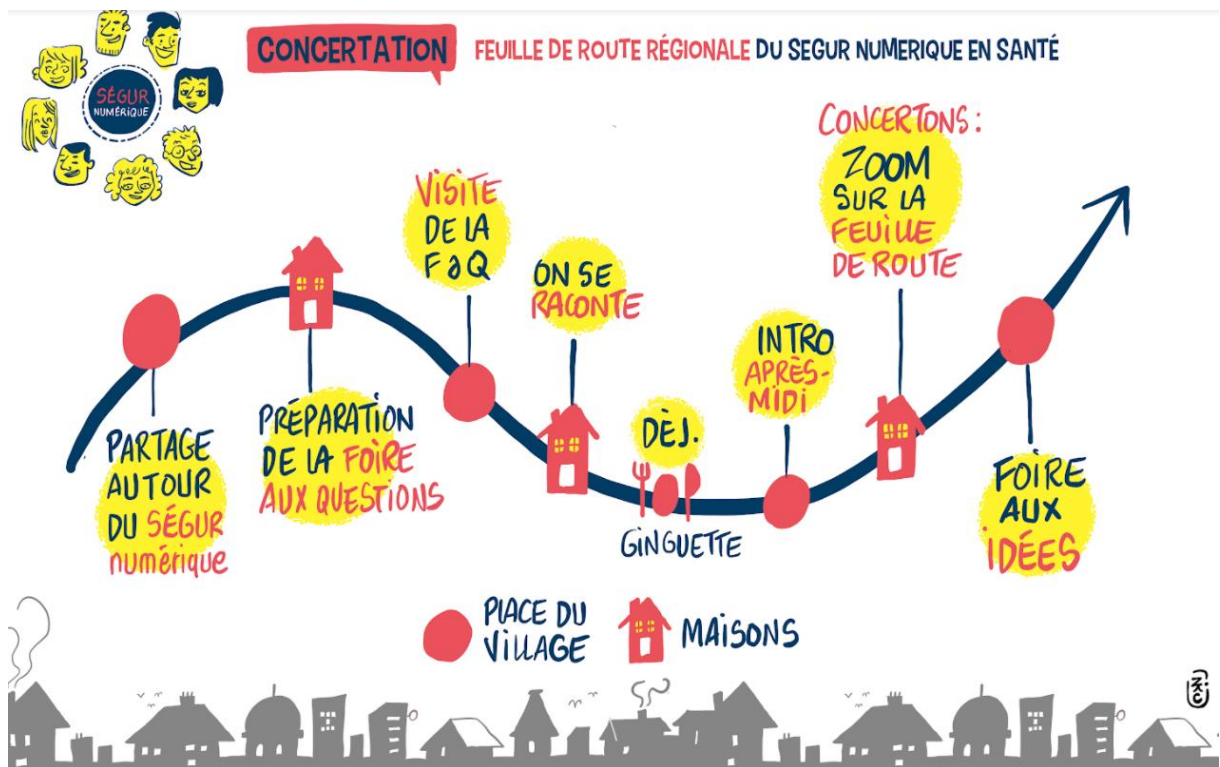 SÉGUR
NUMÉRIQUE
CONCERTATION FEUILLE DE ROUTE RÉGIONALE DU SEGUR NUMERIQUE EN SANTÉ
PARTAGE
AUTOUR
DU SÉGUR
numérique
PRÉPARATION
DE LA FOIRE
AUX QUESTIONS
VISITE
DE LA
FAQ
ON SE
RACONTE
DÈJ.
GINGUETTE
INTRO
APRÈS-
MIDI
CONCERTONS:
ZOOM
SUR LA
FEUILLE
DE ROUTE
FOIRE
AUX
IDÉES
PLACE DU
VILLAGE
MAISONS